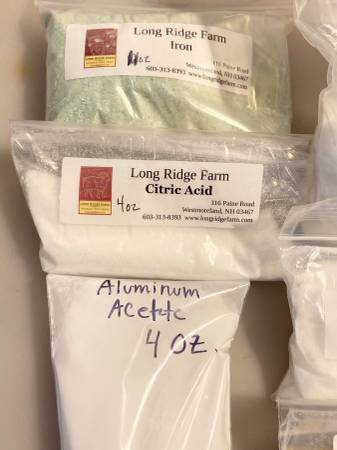 Long Ridge Farm
Iron
4oz
116 Paine Road
Westmoreland, NH 03467
603-313-8393 www.longridgefarm.com
Long Ridge Farm
Citric Acid
4oz
116 Paine Road
Westmoreland, NH 03467
603-313-8393 www.longridgefarm.com
Aluminum
Acetate
4 OZ.